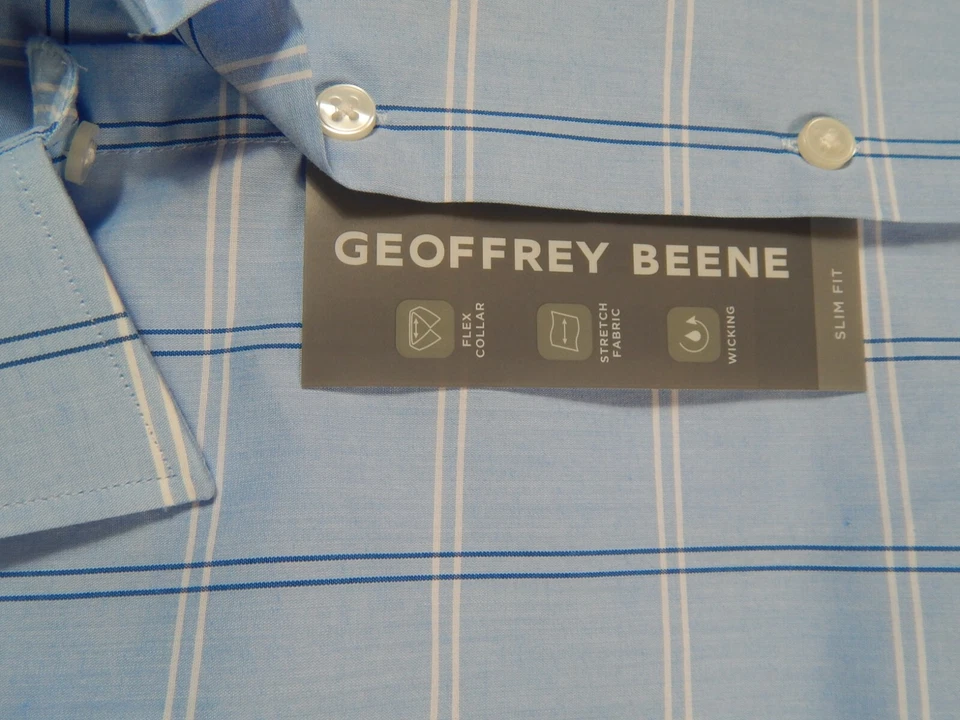 GEOFFREY BEENE
FLEX
COLLAR
STRETCH
FABRIC
WICKING
SLIM FIT